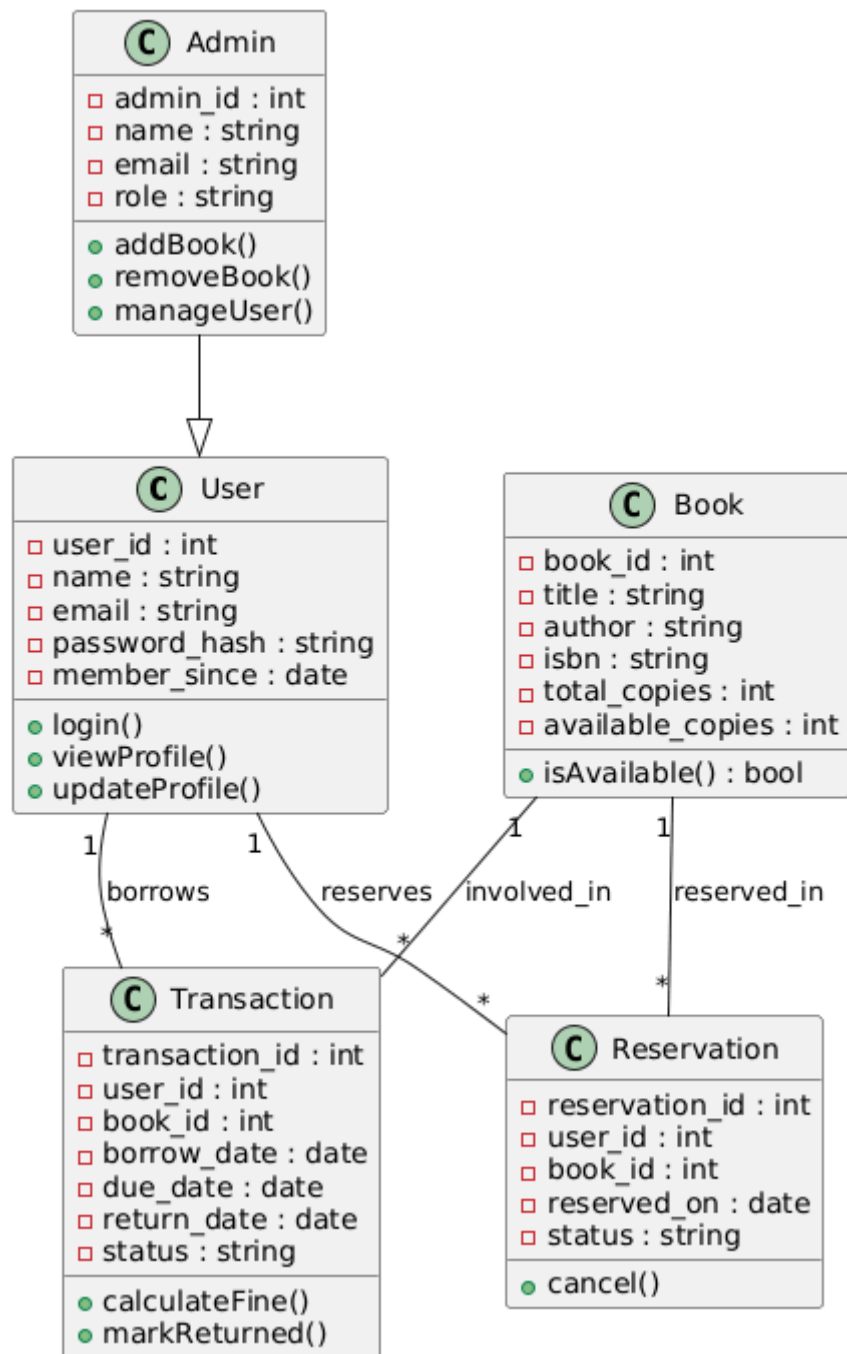 C Admin
admin_id : int
name : string
email : string
role : string
addBook()
removeBook()
manageUser()
C User
user_id : int
name : string
email : string
password_hash : string
member_since : date
login()
viewProfile()
updateProfile()
C Book
book_id : int
title : string
author : string
isbn : string
total_copies : int
available_copies : int
isAvailable() : bool
1
1
1
1
borrows
reserves
involved_in
reserved_in
*
*
*
*
C Transaction
transaction_id : int
user_id : int
book_id : int
borrow_date : date
due_date : date
return_date : date
status : string
calculateFine()
markReturned()
C Reservation
reservation_id : int
user_id : int
book_id : int
reserved_on : date
status : string
cancel()